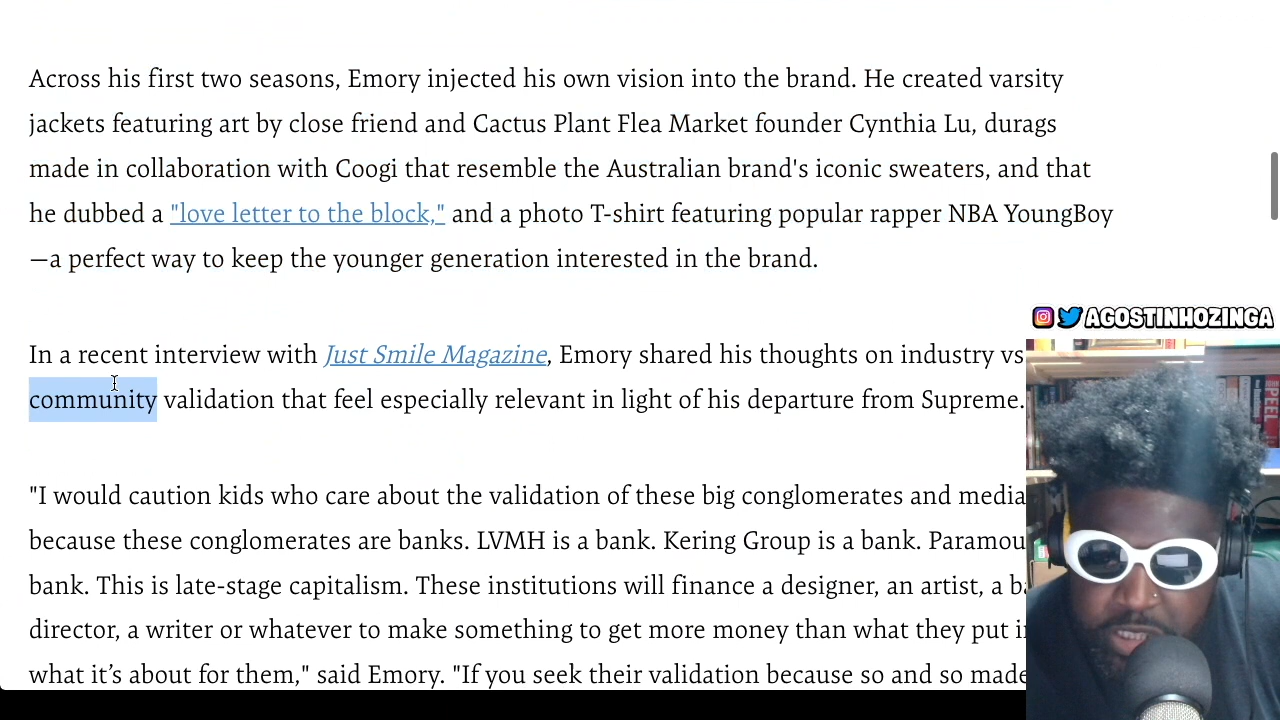 Across his first two seasons, Emory injected his own vision into the brand. He created varsity
jackets featuring art by close friend and Cactus Plant Flea Market founder Cynthia Lu, durags
made in collaboration with Coogi that resemble the Australian brand's iconic sweaters, and that
he dubbed a "love letter to the block," and a photo T-shirt featuring popular rapper NBA YoungBoy
—a perfect way to keep the younger generation interested in the brand.
AGOSTINHOZINGA
In a recent interview with Just Smile Magazine, Emory shared his thoughts on industry vs
community validation that feel especially relevant in light of his departure from Supreme.
"I would caution kids who care about the validation of these big conglomerates and media
because these conglomerates are banks. LVMH is a bank. Kering Group is a bank.
bank. This is late-stage capitalism. These institutions will finance a designer, an artist, a
director, a writer or whatever to make something to get more money than what they put
what it’s about for them," said Emory. "If you seek their validation because so and so made